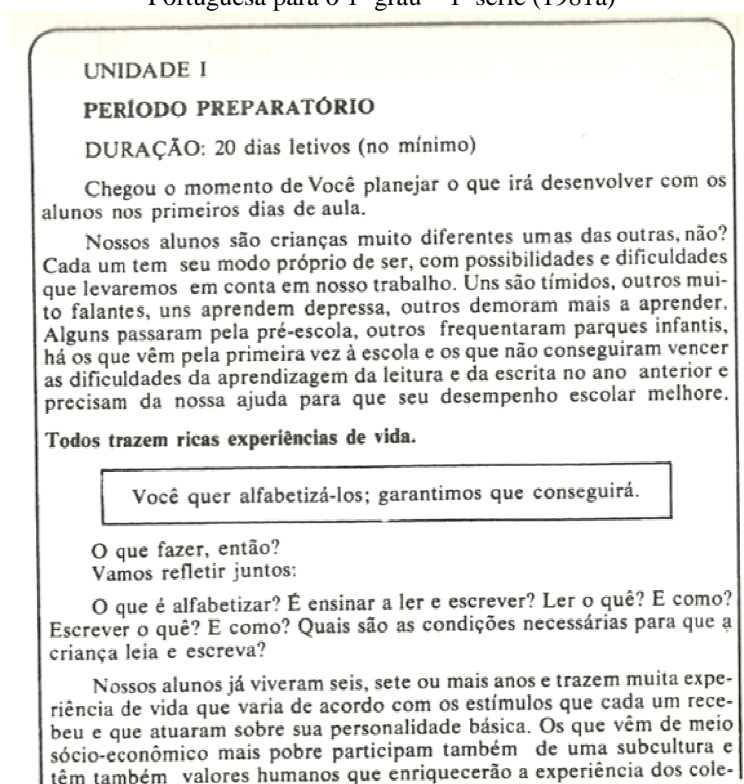 Portuguesa para o 1º grau – 1ª série (1981a)
UNIDADE I
PERÍODO PREPARATÓRIO
DURAÇÃO: 20 dias letivos (no mínimo)
Chegou o momento de Você planejar o que irá desenvolver com os
alunos nos primeiros dias de aula.
Nossos alunos são crianças muito diferentes umas das outras, não?
Cada um tem seu modo próprio de ser, com possibilidades e dificuldades
que levaremos em conta em nosso trabalho. Uns são tímidos, outros mui-
to falantes, uns aprendem depressa, outros demoram mais a aprender.
Alguns passaram pela pré-escola, outros frequentaram parques infantis,
há os que vêm pela primeira vez à escola e os que não conseguiram vencer
as dificuldades da aprendizagem da leitura e da escrita no ano anterior e
precisam da nossa ajuda para que seu desempenho escolar melhore.
Todos trazem ricas experiências de vida.
Você quer alfabetizá-los; garantimos que conseguirá.
O que fazer, então?
Vamos refletir juntos:
O que é alfabetizar? É ensinar a ler e escrever? Ler o quê? E como?
Escrever o quê? E como? Quais são as condições necessárias para que a
criança leia e escreva?
Nossos alunos já viveram seis, sete ou mais anos e trazem muita expe-
riência de vida que varia de acordo com os estímulos que cada um rece-
beu e que atuaram sobre sua personalidade básica. Os que vêm de meio
sócio-econômico mais pobre participam também de uma subcultura e
têm também valores humanos que enriquecerão a experiência dos cole-